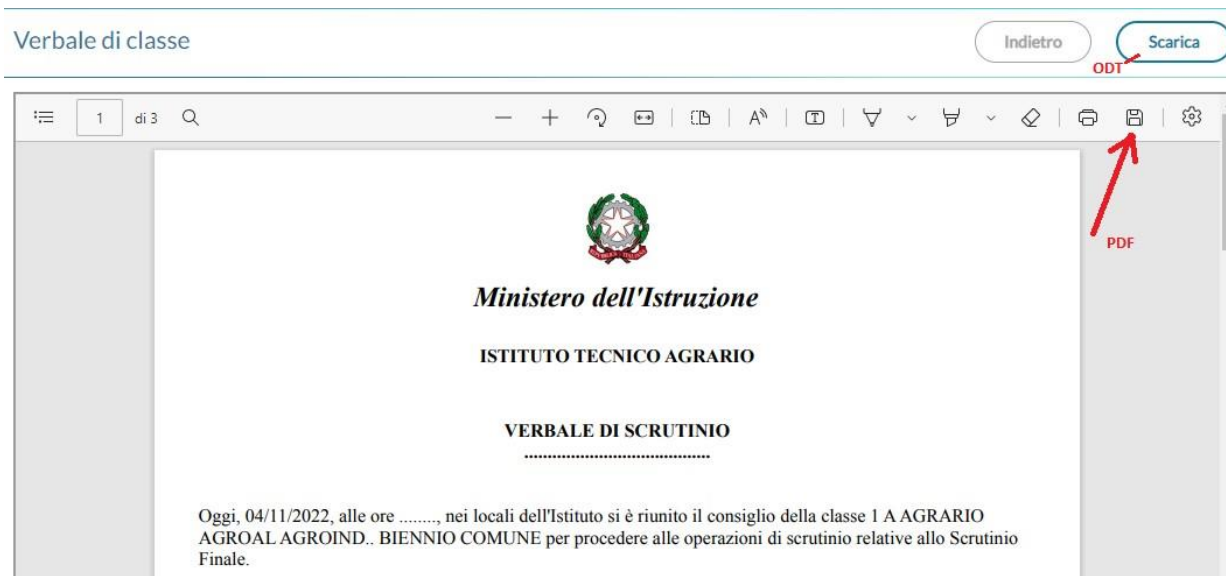 Verbale di classe
Indietro
Scarica
ODT
1 di 3
PDF
Ministero dell'Istruzione
ISTITUTO TECNICO AGRARIO
VERBALE DI SCRUTINIO
........................................
Oggi, 04/11/2022, alle ore ........, nei locali dell'Istituto si è riunito il consiglio della classe 1 A AGRARIO
AGROAL AGROIND.. BIENNIO COMUNE per procedere alle operazioni di scrutinio relative allo Scrutinio
Finale.